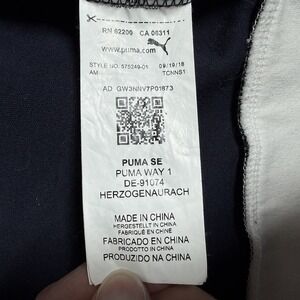 RN 62200 CA 06311
www.puma.com
STYLE NO. 575249-01 09/19/18
AM TCNNS1
AD GW3NNV7P01873
PUMA SE
PUMA WAY 1
DE-91074
HERZOGENAURACH
MADE IN CHINA
HERGESTELLT IN CHINA
FABRIQUÉ EN CHINE
FABRICADO EN CHINA
PRODOTTO IN CHINA
PRODUZIDO NA CHINA